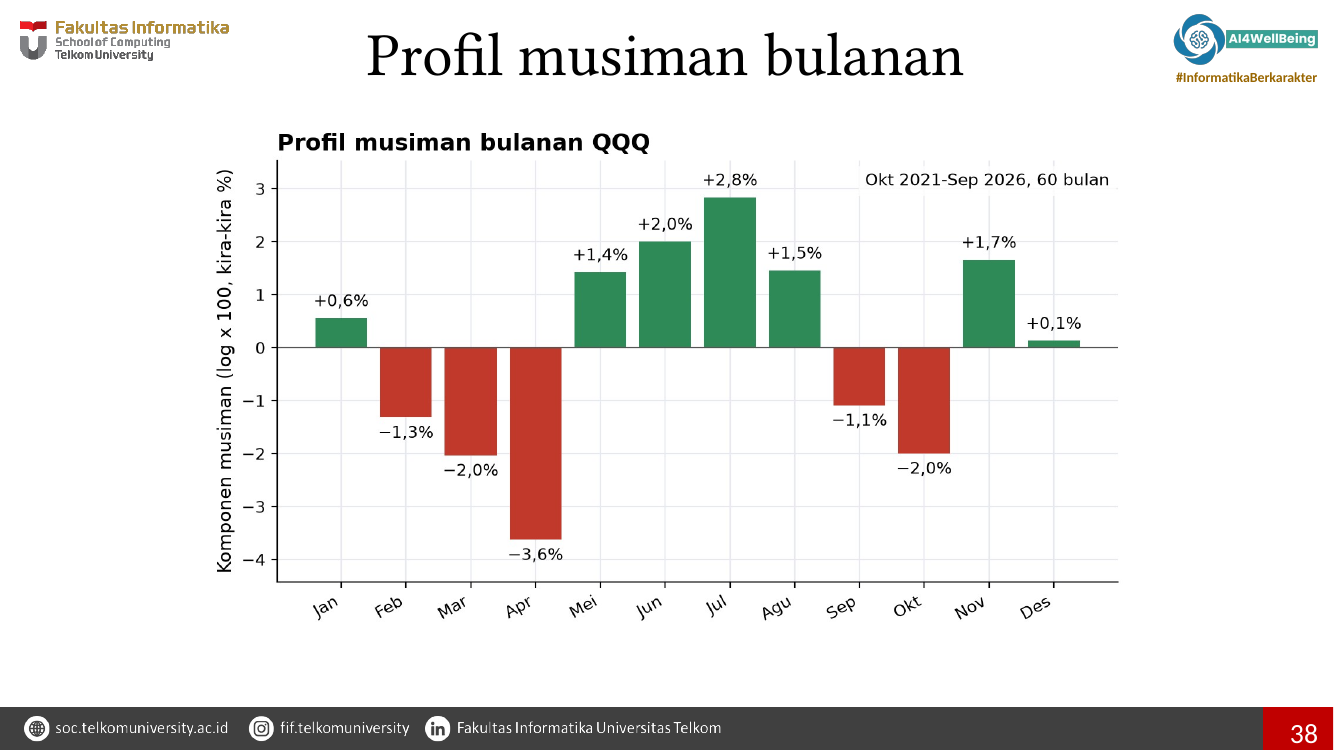 Fakultas Informatika
School of Computing
Telkom University
Profil musiman bulanan
AI4WellBeing
#InformatikaBerkarakter
Profil musiman bulanan QQQ
Okt 2021-Sep 2026, 60 bulan
Komponen musiman (log x 100, kira-kira %)
3
2
1
0
−1
−2
−3
−4
+0,6%
−1,3%
−2,0%
−3,6%
+1,4%
+2,0%
+2,8%
+1,5%
−1,1%
−2,0%
+1,7%
+0,1%
Jan
Feb
Mar
Apr
Mei
Jun
Jul
Agu
Sep
Okt
Nov
Des
soc.telkomuniversity.ac.id
fif.telkomuniversity
Fakultas Informatika Universitas Telkom
38